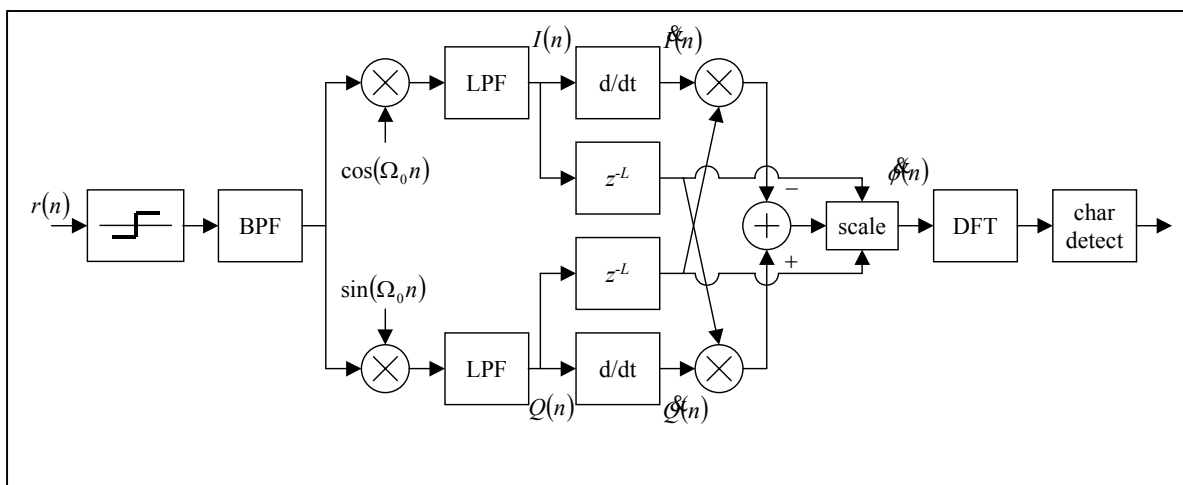 I(n)
İ(n)
LPF
d/dt
cos(Ω₀n)
z⁻ᴸ
r(n)
BPF
−
+
scale
φ̇(n)
DFT
char
detect
+
sin(Ω₀n)
z⁻ᴸ
LPF
d/dt
Q(n)
Q̇(n)